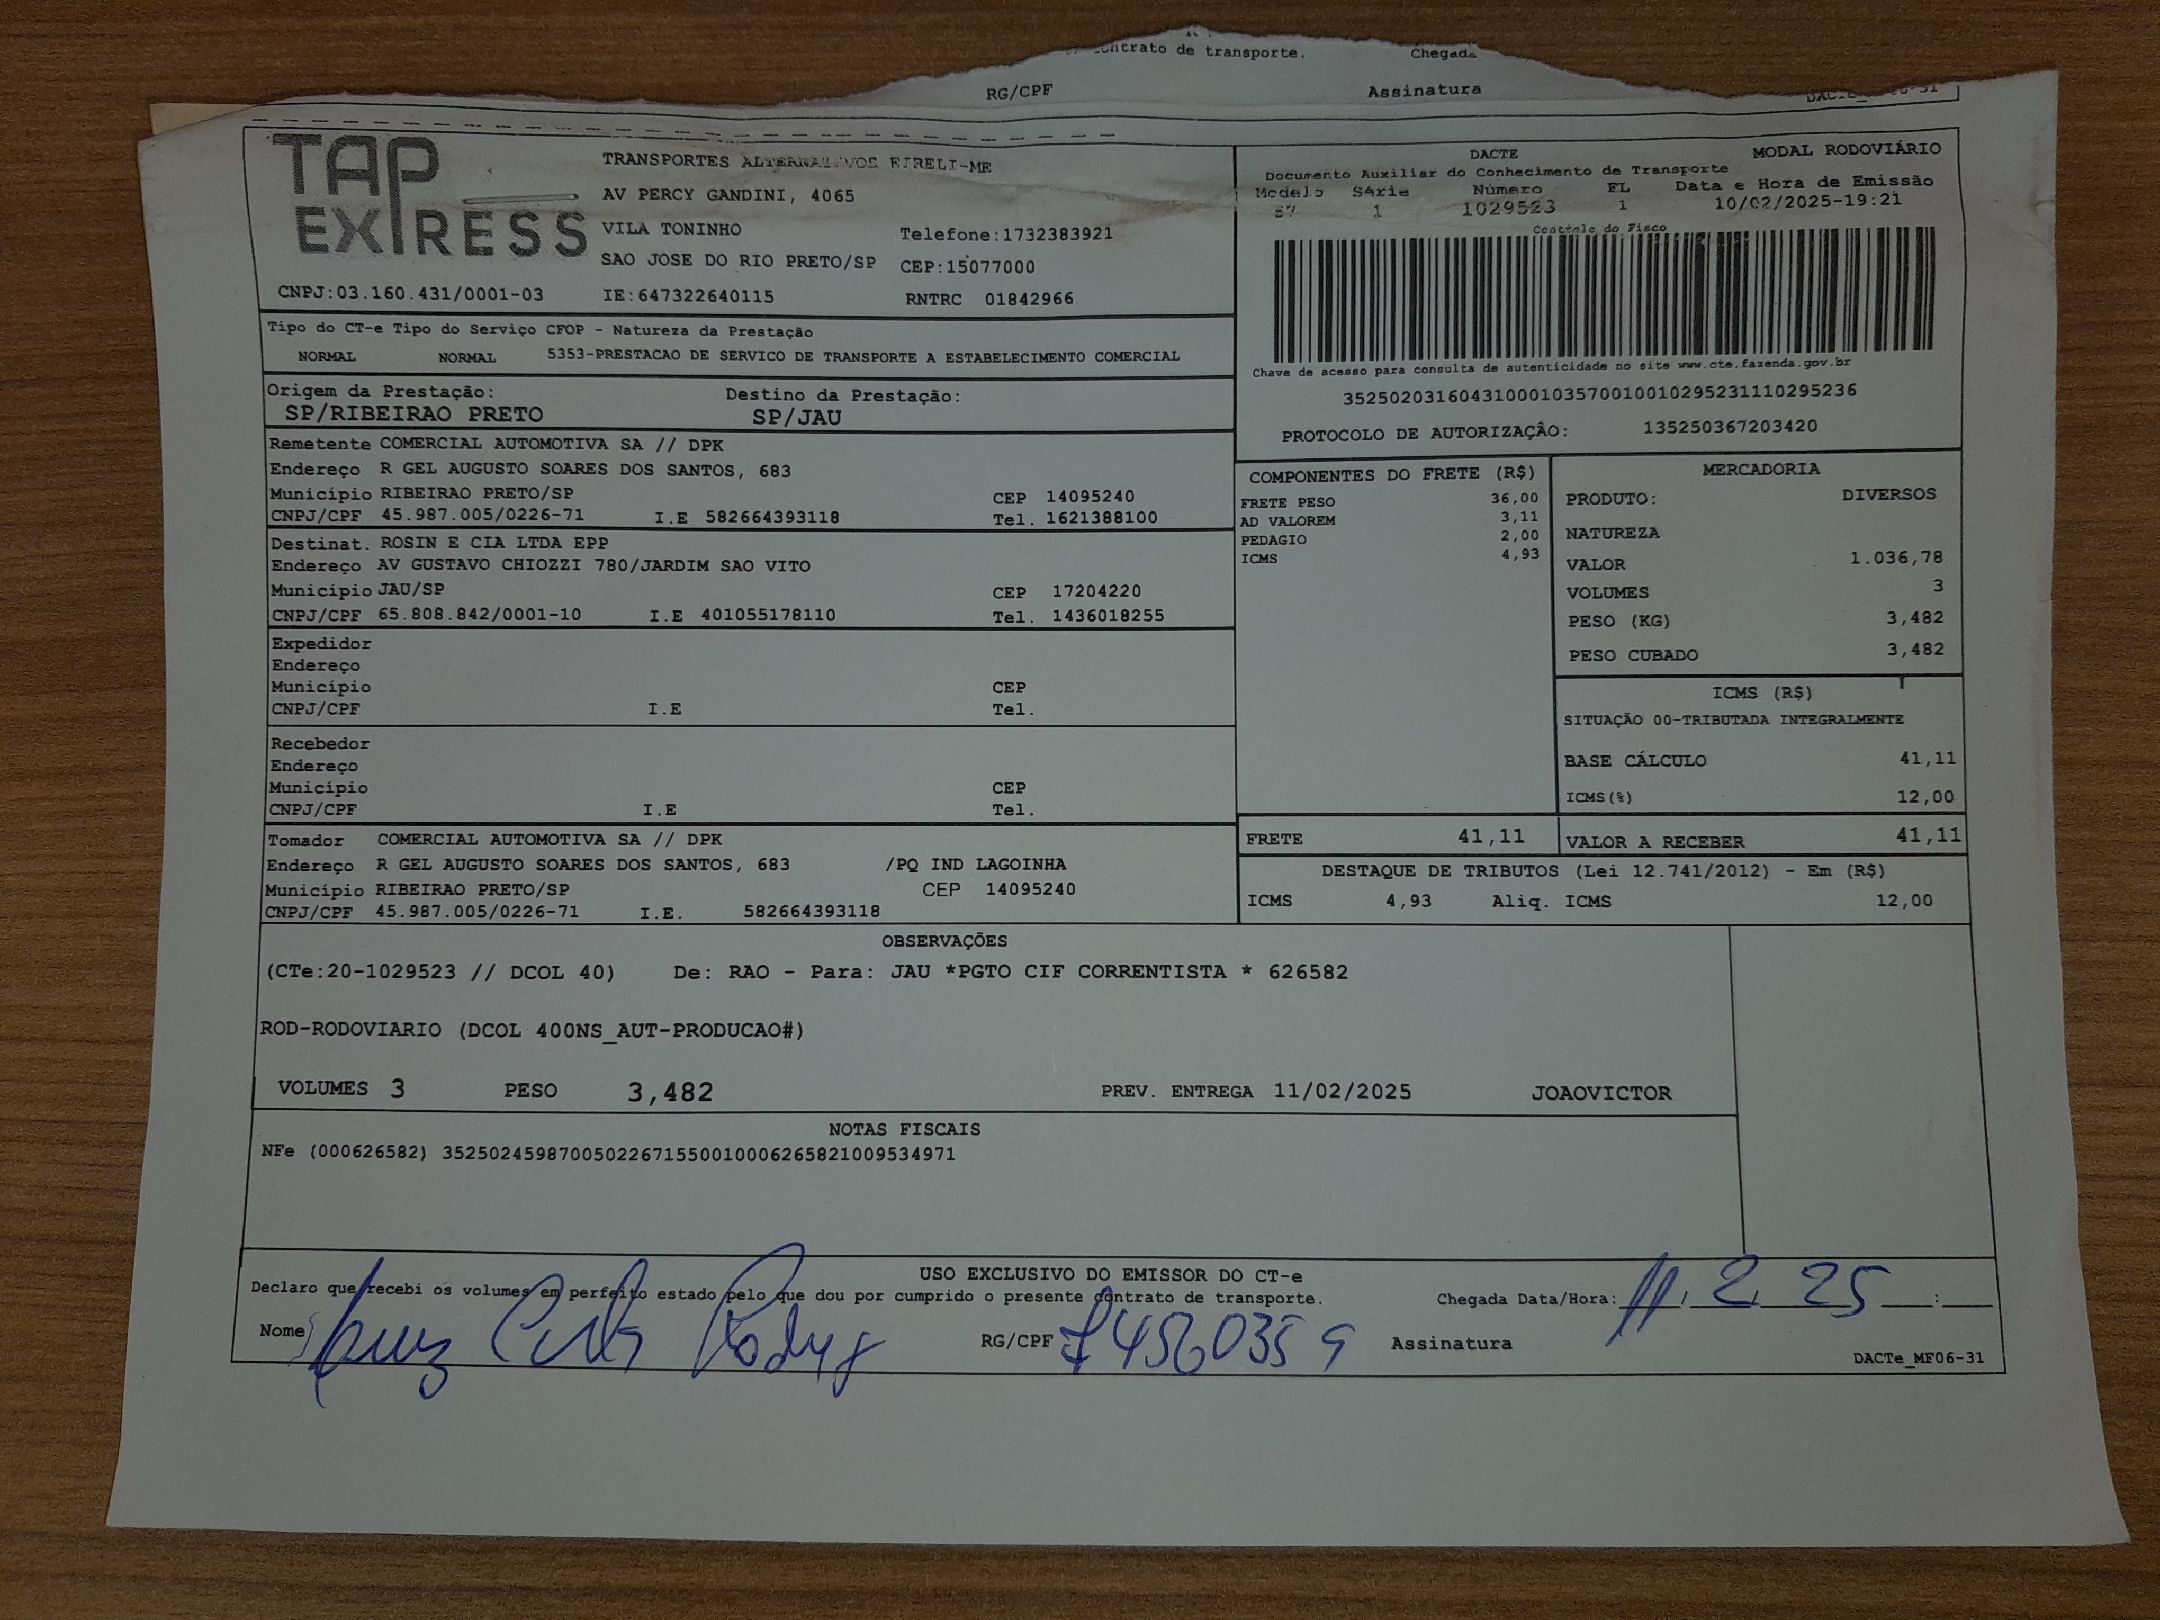 contrato de transporte. Chegada
RG/CPF Assinatura
TAP EXPRESS
TRANSPORTES ALTERNATIVOS EIRELI-ME
AV PERCY GANDINI, 4065
VILA TONINHO Telefone:1732383921
SAO JOSE DO RIO PRETO/SP CEP:15077000
CNPJ:03.160.431/0001-03 IE:647322640115 RNTRC 01842966
DACTE MODAL RODOVIÁRIO
Documento Auxiliar do Conhecimento de Transporte
Modelo Série Número FL Data e Hora de Emissão
57 1 1029523 1 10/02/2025-19:21
Controle do Fisco
Chave de acesso para consulta de autenticidade no site www.cte.fazenda.gov.br
35250203160431000103570010010295231110295236
PROTOCOLO DE AUTORIZAÇÂO: 135250367203420
Tipo do CT-e Tipo do Serviço CFOP - Natureza da Prestação
NORMAL NORMAL 5353-PRESTACAO DE SERVICO DE TRANSPORTE A ESTABELECIMENTO COMERCIAL
Origem da Prestação: Destino da Prestação:
SP/RIBEIRAO PRETO SP/JAU
Remetente COMERCIAL AUTOMOTIVA SA // DPK
Endereço R GEL AUGUSTO SOARES DOS SANTOS, 683
Município RIBEIRAO PRETO/SP CEP 14095240
CNPJ/CPF 45.987.005/0226-71 I.E 582664393118 Tel. 1621388100
Destinat. ROSIN E CIA LTDA EPP
Endereco AV GUSTAVO CHIOZZI 780/JARDIM SAO VITO
Município JAU/SP CEP 17204220
CNPJ/CPF 65.808.842/0001-10 I.E 401055178110 Tel. 1436018255
Expedidor
Endereço
Município CEP
CNPJ/CPF I.E Tel.
Recebedor
Endereço
Município CEP
CNPJ/CPF I.E Tel.
Tomador COMERCIAL AUTOMOTIVA SA // DPK
Endereço R GEL AUGUSTO SOARES DOS SANTOS, 683 /PQ IND LAGOINHA
Município RIBEIRAO PRETO/SP CEP 14095240
CNPJ/CPF 45.987.005/0226-71 I.E. 582664393118
COMPONENTES DO FRETE (R$)
FRETE PESO 36,00
AD VALOREM 3,11
PEDAGIO 2,00
ICMS 4,93
MERCADORIA
PRODUTO: DIVERSOS
NATUREZA
VALOR 1.036,78
VOLUMES 3
PESO (KG) 3,482
PESO CUBADO 3,482
ICMS (R$)
SITUAÇÃO 00-TRIBUTADA INTEGRALMENTE
BASE CÁLCULO 41,11
ICMS(%) 12,00
FRETE 41,11 VALOR A RECEBER 41,11
DESTAQUE DE TRIBUTOS (Lei 12.741/2012) - Em (R$)
ICMS 4,93 Aliq. ICMS 12,00
OBSERVAÇÕES
(CTe:20-1029523 // DCOL 40) De: RAO - Para: JAU *PGTO CIF CORRENTISTA * 626582
ROD-RODOVIARIO (DCOL 400NS_AUT-PRODUCAO#)
VOLUMES 3 PESO 3,482 PREV. ENTREGA 11/02/2025 JOAOVICTOR
NOTAS FISCAIS
NFe (000626582) 35250245987005022671550010006265821009534971
USO EXCLUSIVO DO EMISSOR DO CT-e
Declaro que recebi os volumes em perfeito estado pelo que dou por cumprido o presente contrato de transporte. Chegada Data/Hora: 11 2 25 :
Nome RG/CPF Assinatura
DACTe_MF06-31